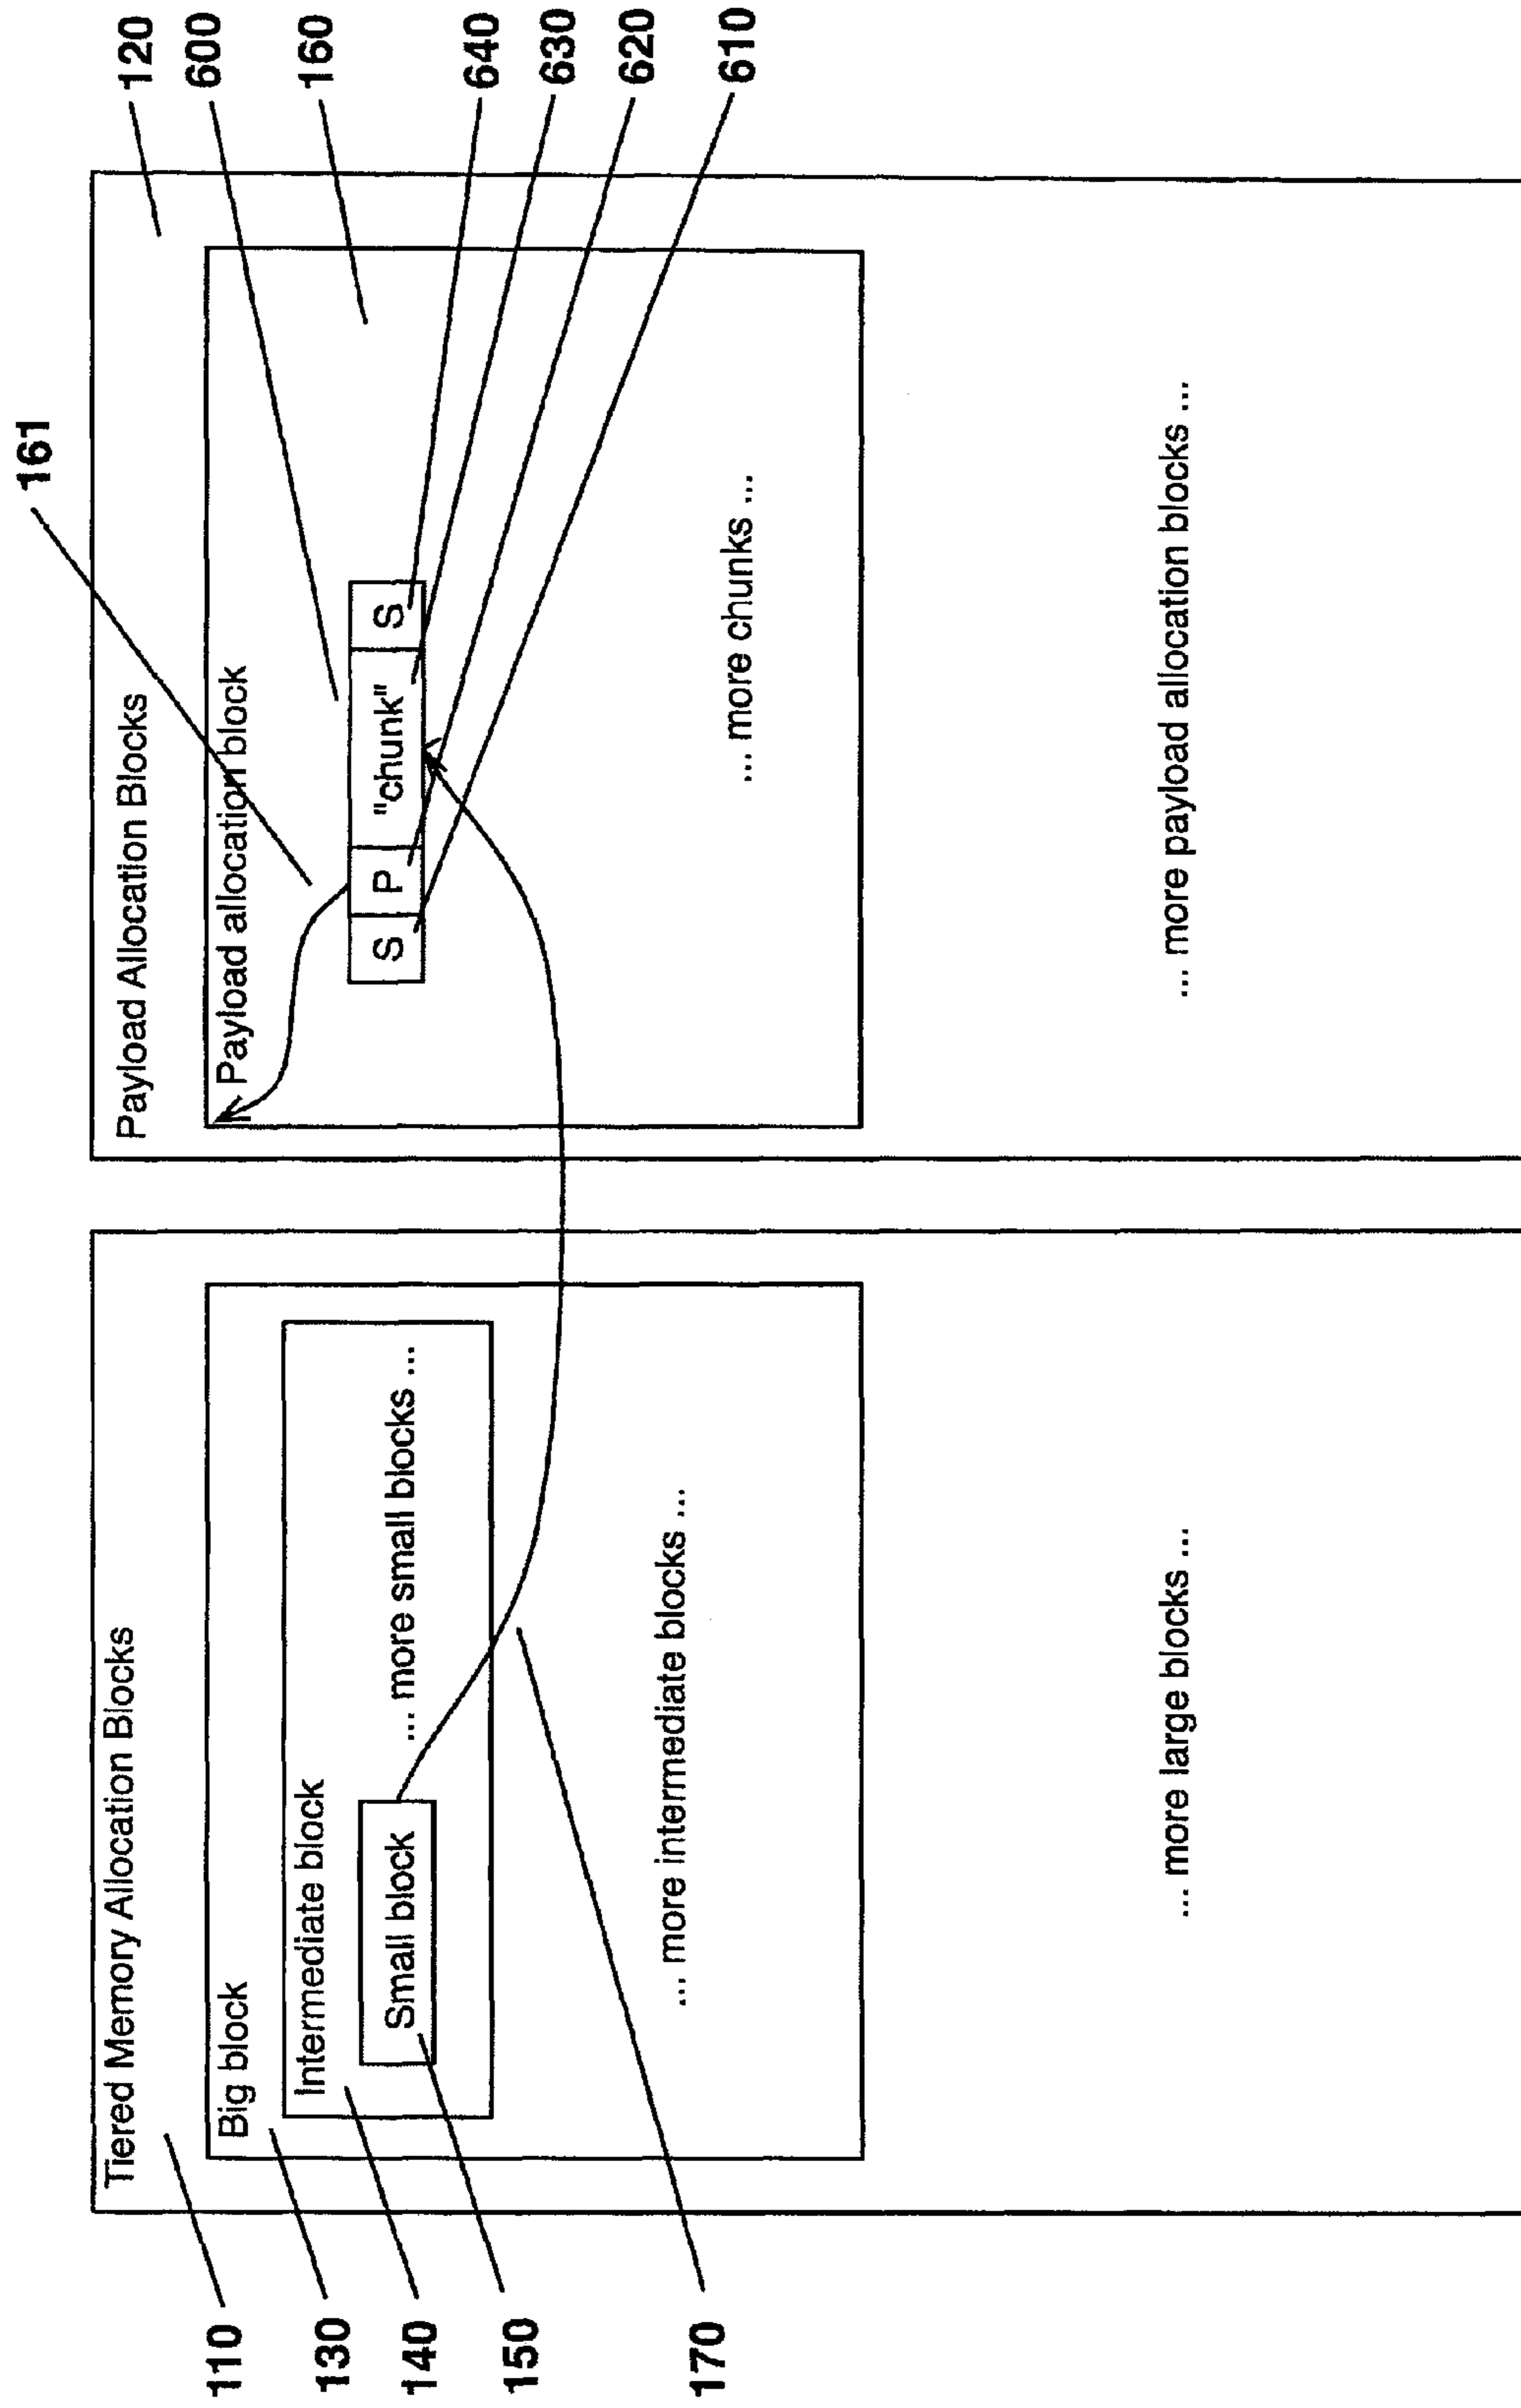 161
Tiered Memory Allocation Blocks
Big block
Intermediate block
Small block
... more small blocks ...
... more intermediate blocks ...
... more large blocks ...
110
130
140
150
170
Payload Allocation Blocks
Payload allocation block
S
P
"chunk"
S
... more chunks ...
... more payload allocation blocks ...
120
600
160
640
630
620
610